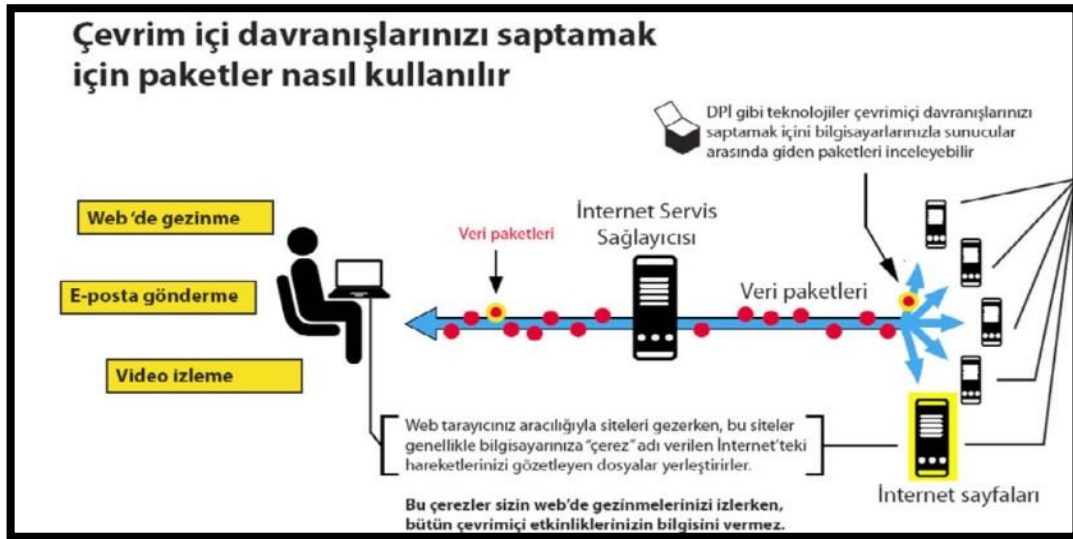 Çevrim içi davranışlarınızı saptamak
için paketler nasıl kullanılır
DPİ gibi teknolojiler çevrimiçi davranışlarınızı
saptamak içini bilgisayarlarınızla sunucular
arasında giden paketleri inceleyebilir
Web 'de gezinme
E-posta gönderme
Video izleme
Veri paketleri
İnternet Servis
Sağlayıcısı
Veri paketleri
Web tarayıcınız aracılığıyla siteleri gezerken, bu siteler
genellikle bilgisayarınıza "çerez" adı verilen İnternet'teki
hareketlerinizi gözetleyen dosyalar yerleştirirler.
Bu çerezler sizin web'de gezinmelerinizi izlerken,
bütün çevrimiçi etkinliklerinizin bilgisini vermez.
İnternet sayfaları